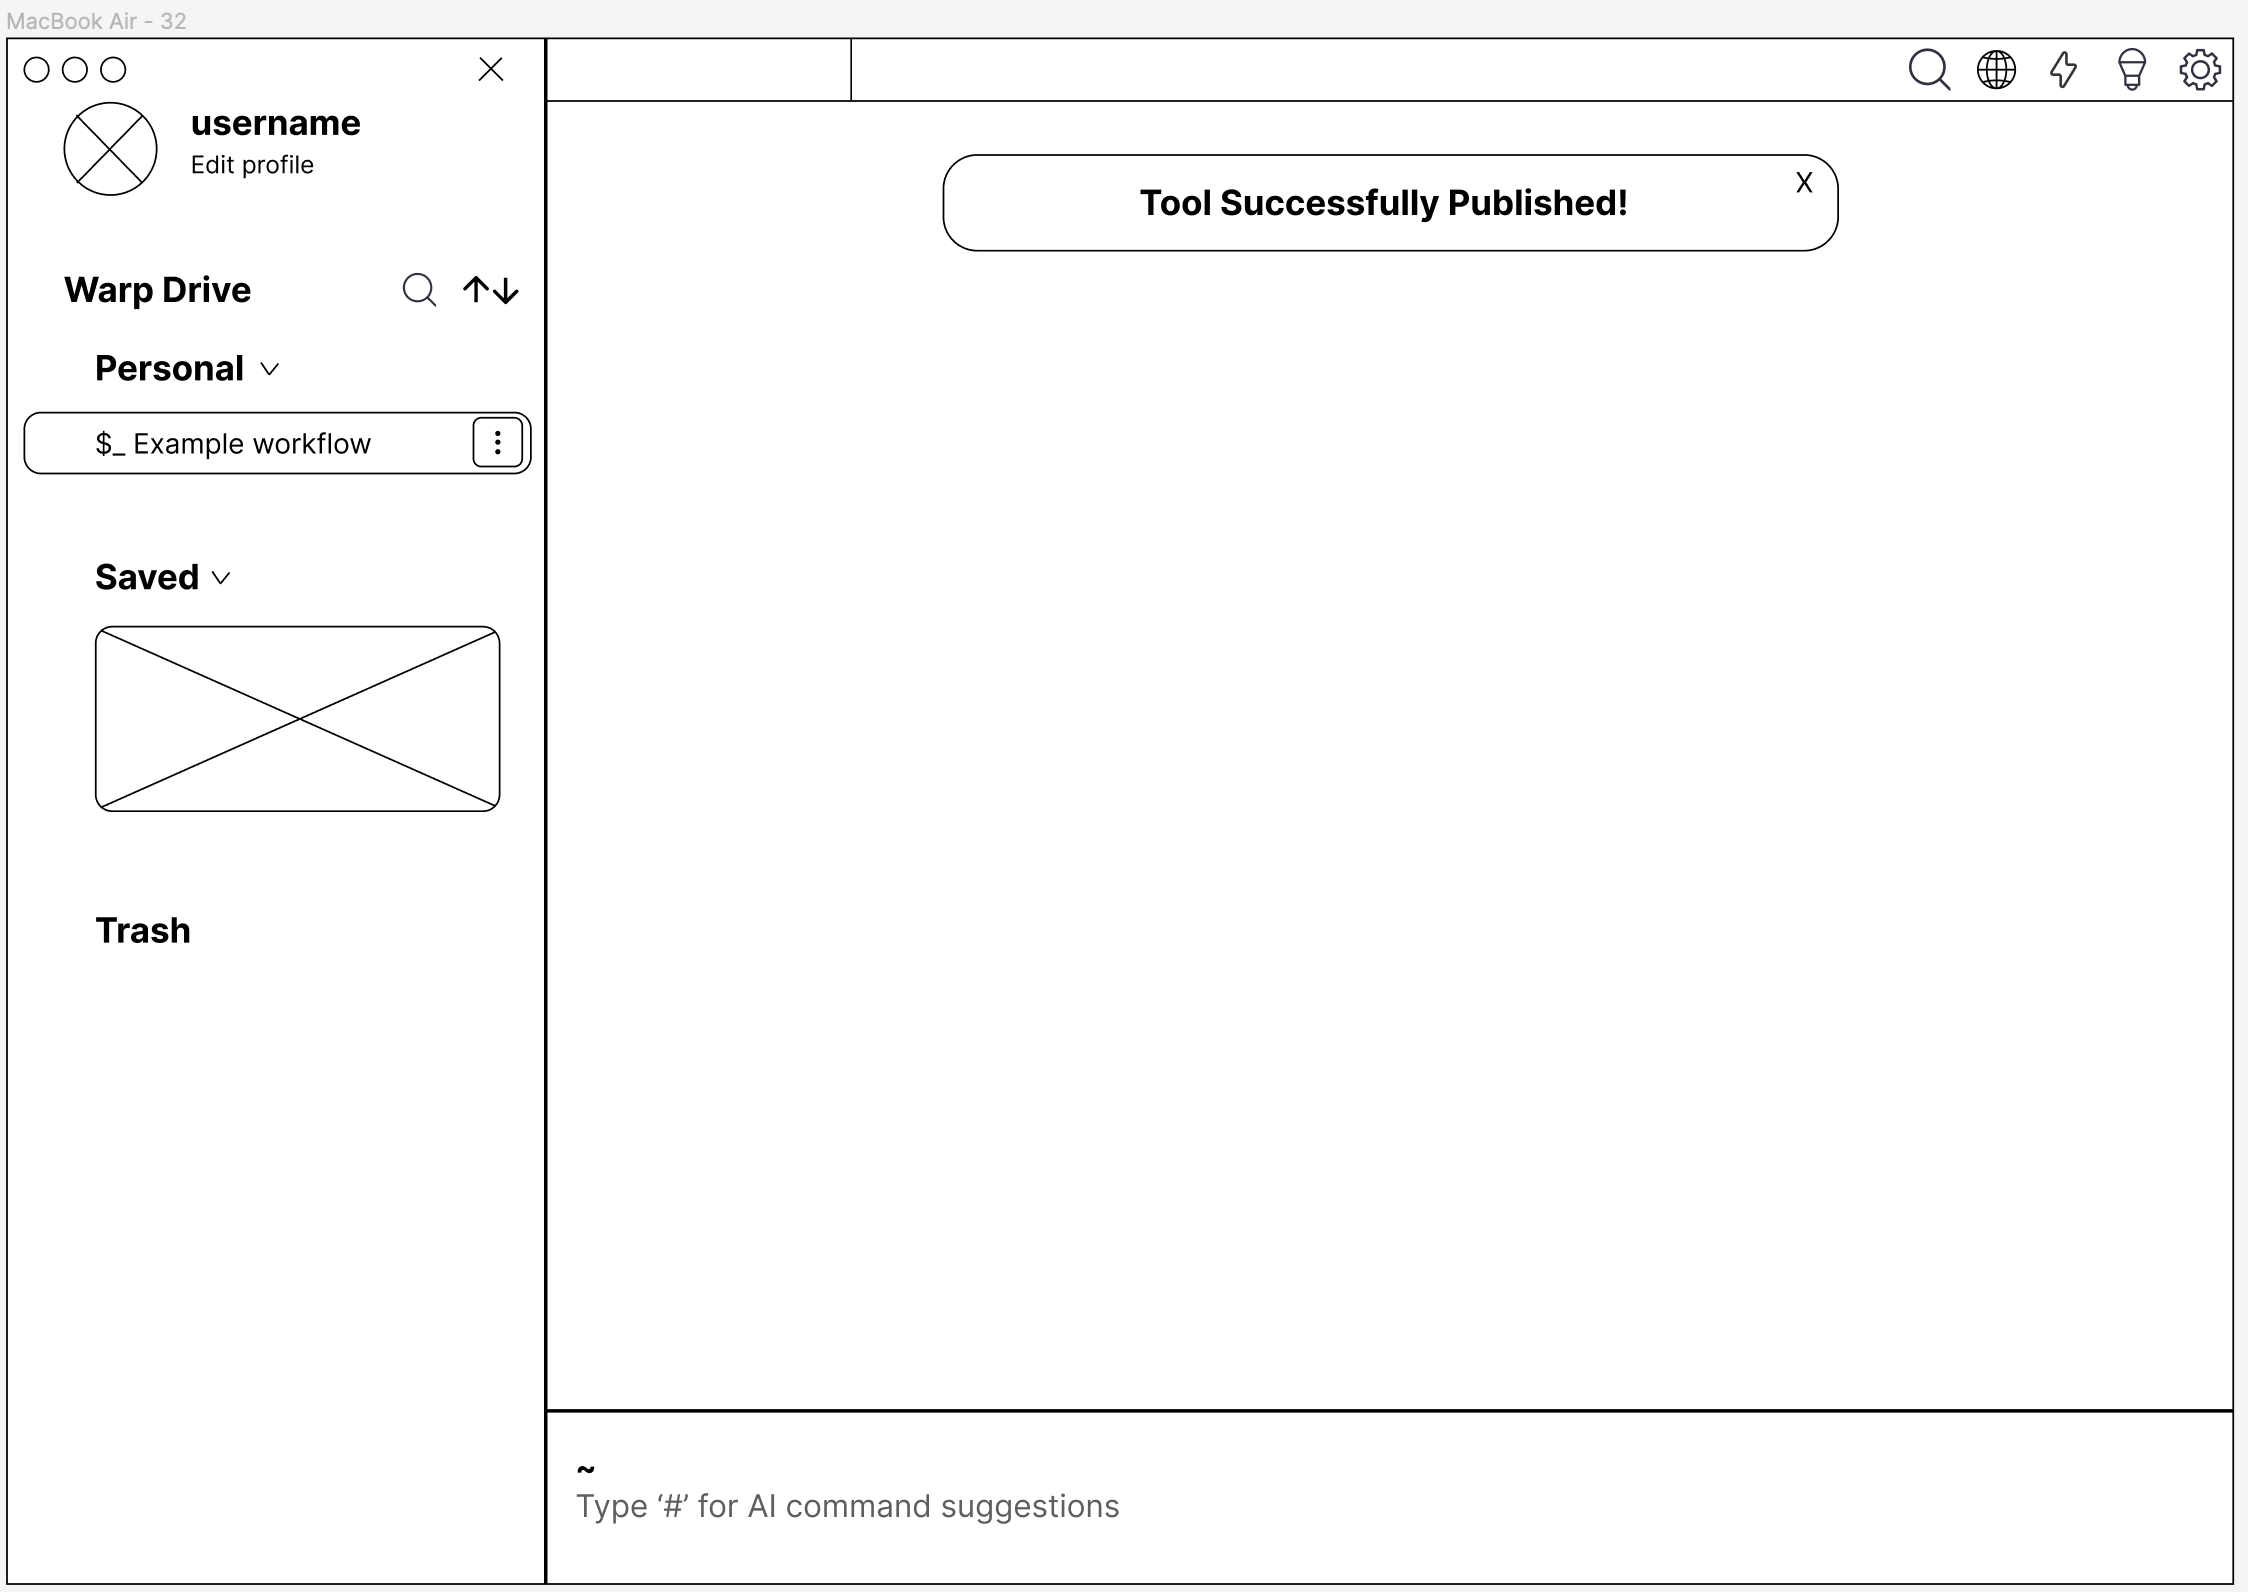 MacBook Air - 32
username
Edit profile
Warp Drive
Personal
$_ Example workflow
Saved
Trash
Tool Successfully Published!
X
~
Type ‘#’ for AI command suggestions